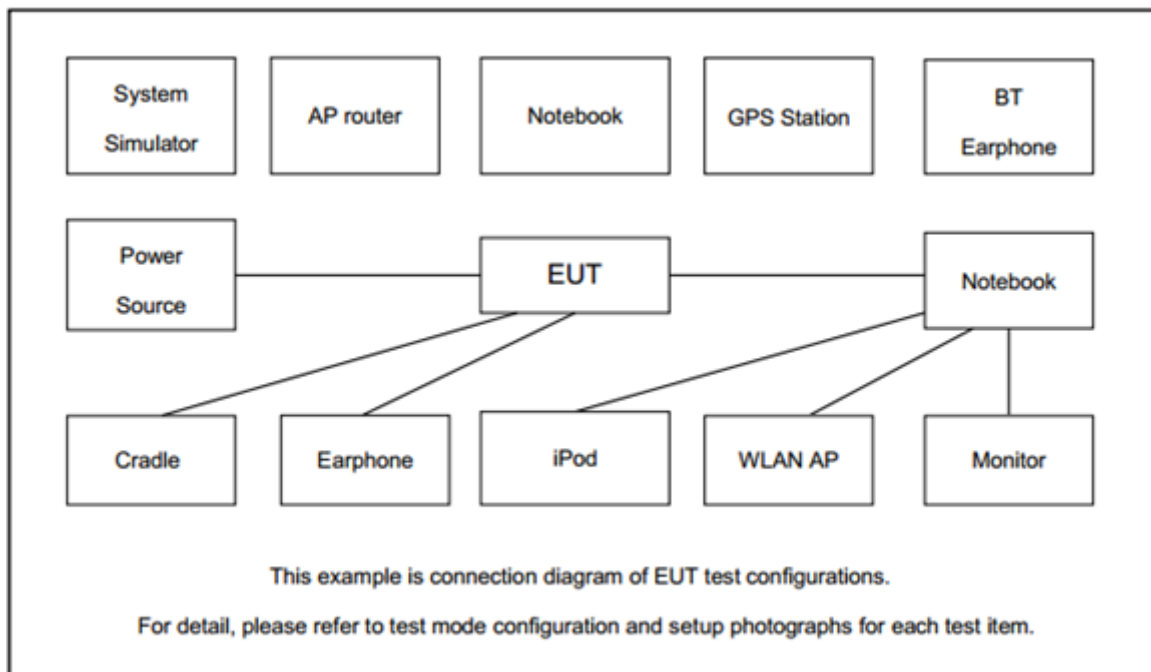 System
Simulator
AP router
Notebook
GPS Station
BT
Earphone
Power
Source
EUT
Notebook
Cradle
Earphone
iPod
WLAN AP
Monitor
This example is connection diagram of EUT test configurations.
For detail, please refer to test mode configuration and setup photographs for each test item.